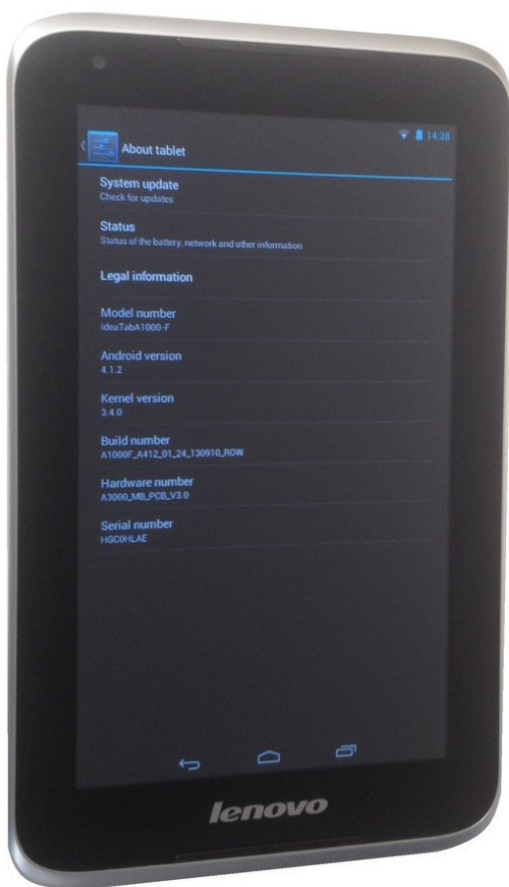 14:38
About tablet
System update
Check for updates
Status
Status of the battery, network and other information
Legal information
Model number
IdeaTabA1000-F
Android version
4.1.2
Kernel version
3.4.0
Build number
A1000F_A412_01_24_130910_ROW
Hardware number
A3000_MB_PCB_V3.0
Serial number
HGC0HLAE
lenovo